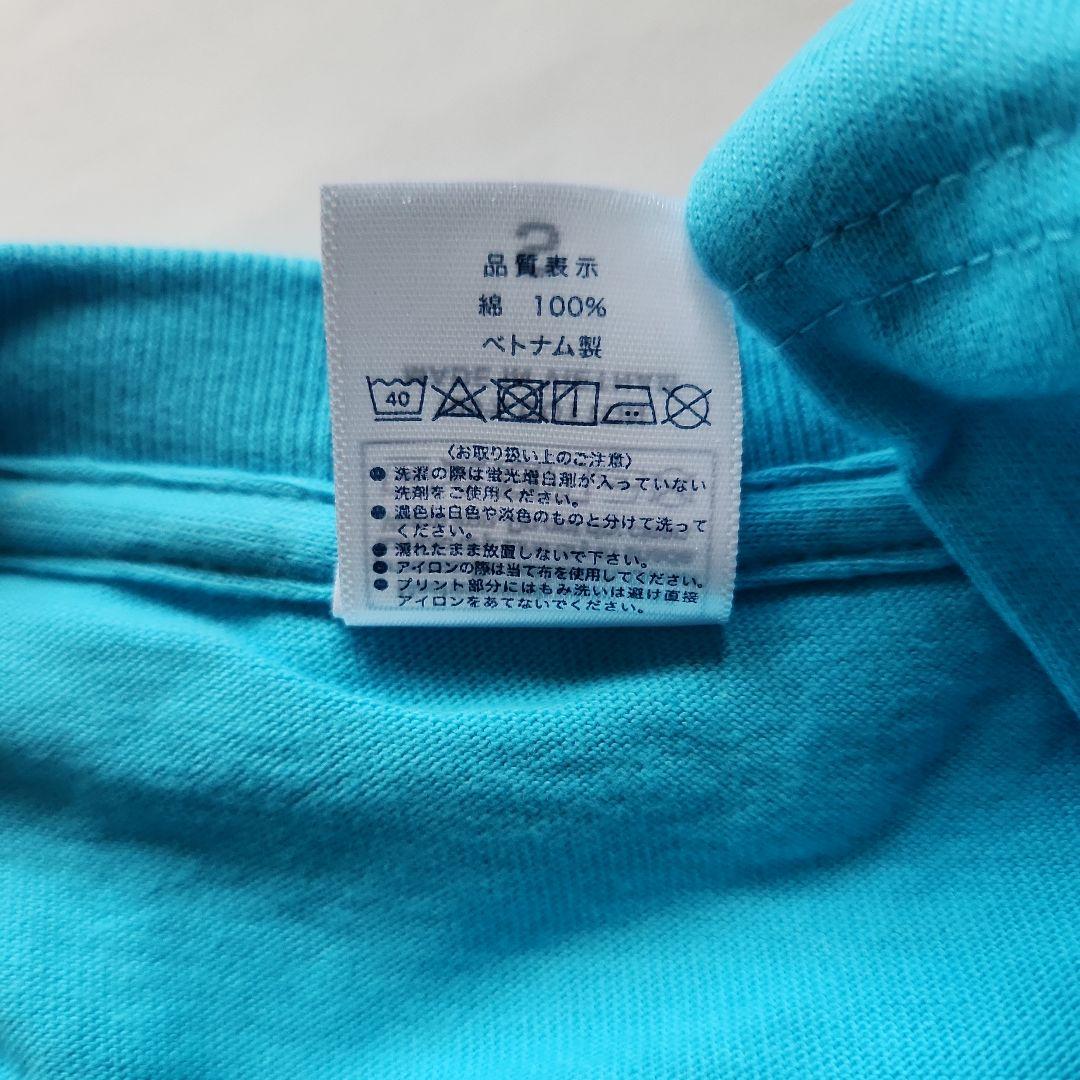 品質表示
綿 100%
ベトナム製
40
〈お取り扱い上のご注意〉
● 洗濯の際は蛍光増白剤が入っていない
洗剤をご使用ください。
● 濃色は白色や淡色のものと分けて洗って
ください。
● 濡れたまま放置しないで下さい。
● アイロンの際は当て布を使用してください。
● プリント部分にはもみ洗いは避け直接
アイロンをあてないでください。